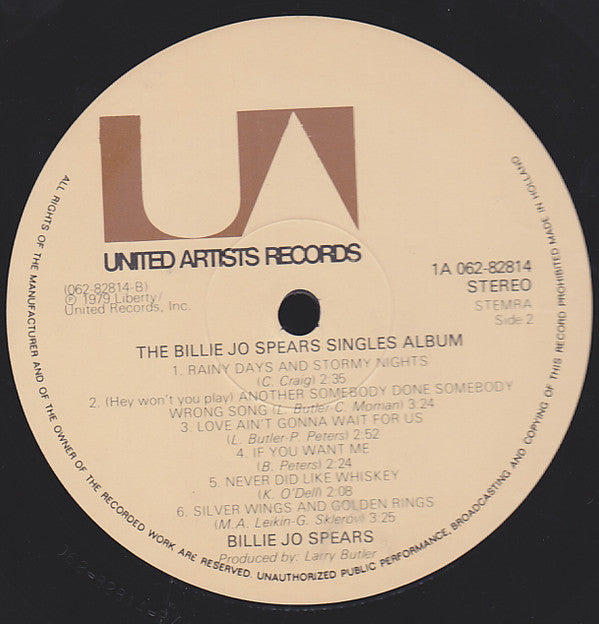 UA
UNITED ARTISTS RECORDS
(062-82814-B)
℗ 1979 Liberty/
United Records, Inc.
1A 062-82814
STEREO
STEMRA
Side 2
THE BILLIE JO SPEARS SINGLES ALBUM
1. RAINY DAYS AND STORMY NIGHTS
(C. Craig) 2:35
2. (Hey won't you play) ANOTHER SOMEBODY DONE SOMEBODY
WRONG SONG (L. Butler-C. Moman) 3:24
3. LOVE AIN'T GONNA WAIT FOR US
(L. Butler-P. Peters) 2:52
4. IF YOU WANT ME
(B. Peters) 2:24
5. NEVER DID LIKE WHISKEY
(K. O'Dell) 2:08
6. SILVER WINGS AND GOLDEN RINGS
(M.A. Leikin-G. Sklerov) 3:25
BILLIE JO SPEARS
Produced by: Larry Butler
ALL RIGHTS OF THE MANUFACTURER AND OF THE OWNER OF THE RECORDED WORK ARE RESERVED. UNAUTHORIZED PUBLIC PERFORMANCE, BROADCASTING AND COPYING OF THIS RECORD PROHIBITED MADE IN HOLLAND